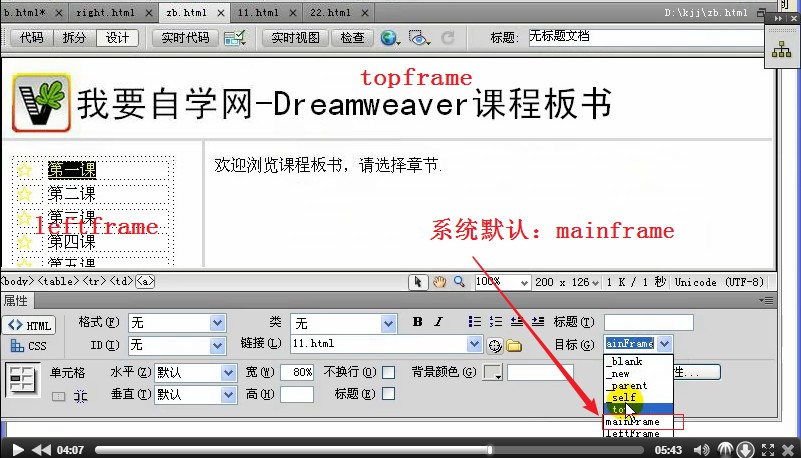 b.html* × right.html × zb.html × 11.html × 22.html × D:\kjj\zb.html
代码 拆分 设计 实时代码 实时视图 检查 标题: 无标题文档
topframe
我要自学网-Dreamweaver课程板书
第一课
欢迎浏览课程板书，请选择章节.
第二课
第三课
leftframe
系统默认：mainframe
第四课
第五课
<body><table><tr><td><a> 100% 200 x 126 1 K / 1 秒 Unicode (UTF-8)
属性
<> HTML 格式(F) 无 类 无 B I 标题(T)
CSS ID(I) 无 链接(L) 11.html 目标(G) ainFrame
_blank
_new
单元格 水平(Z) 默认 宽(W) 80% 不换行(O) 背景颜色(G)
_parent
_self
垂直(T) 默认 高(H) 标题(E)
mainFrame
leftFrame
04:07 05:43